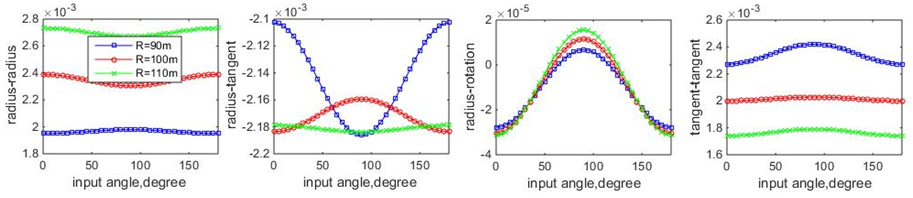 ×10⁻³
2.8
2.6
2.4
2.2
2
1.8
radius-radius
R=90m
R=100m
R=110m
0 50 100 150
input angle,degree
×10⁻³
-2.1
-2.12
-2.14
-2.16
-2.18
-2.2
radius-tangent
0 50 100 150
input angle,degree
×10⁻⁵
2
0
-2
-4
radius-rotation
0 50 100 150
input angle,degree
×10⁻³
2.6
2.4
2.2
2
1.8
1.6
tangent-tangent
0 50 100 150
input angle,degree